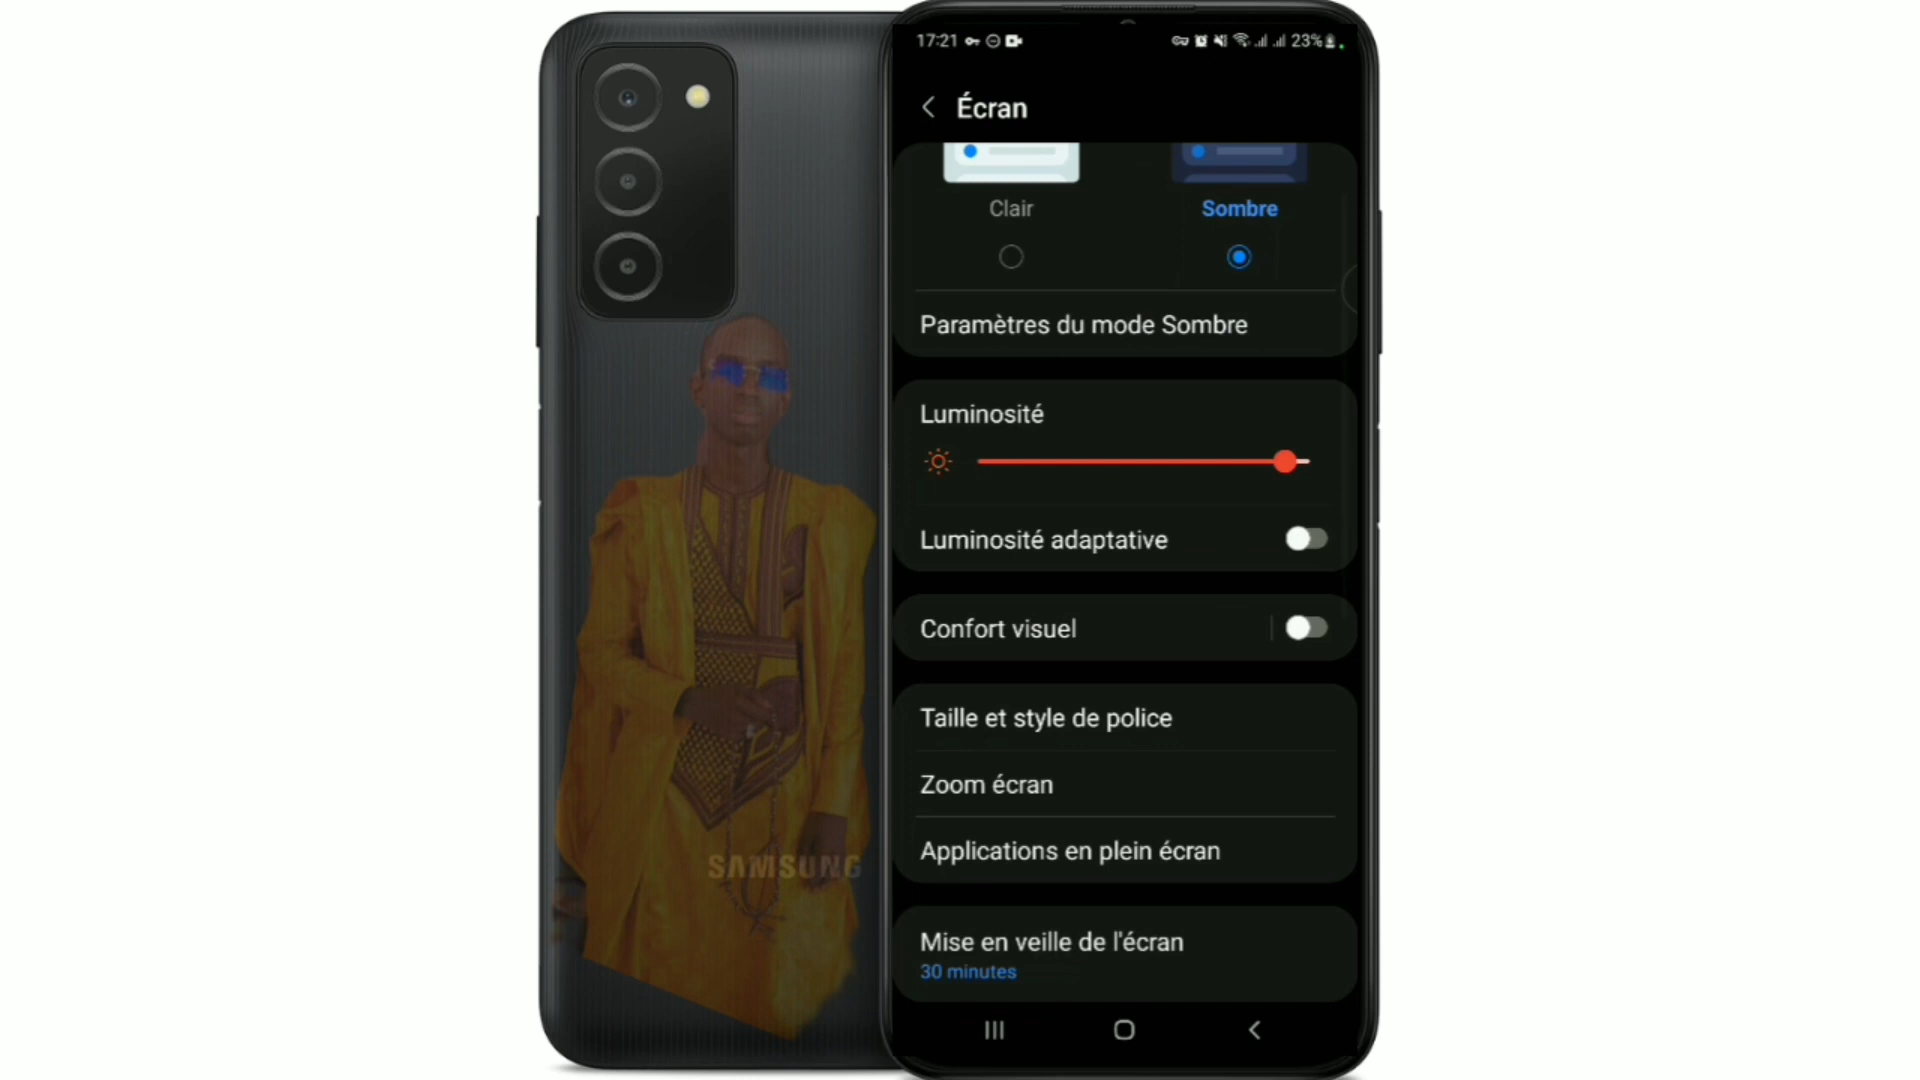 17:21
23%
Écran
Clair
Sombre
Paramètres du mode Sombre
Luminosité
Luminosité adaptative
Confort visuel
Taille et style de police
Zoom écran
Applications en plein écran
Mise en veille de l'écran
30 minutes
SAMSUNG